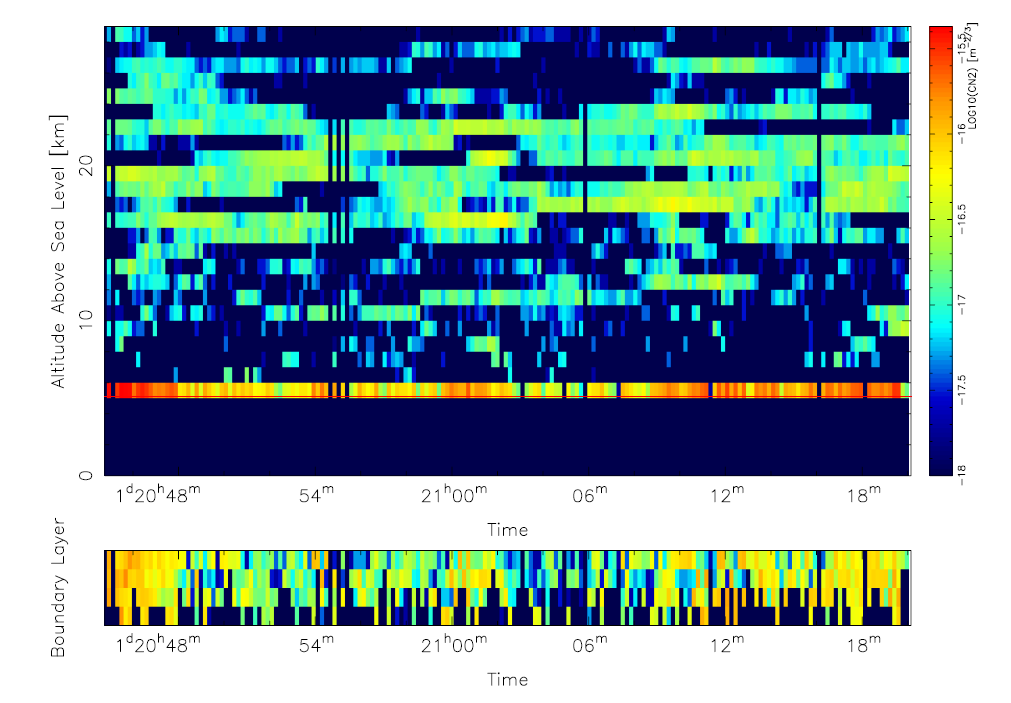 Altitude Above Sea Level [km]
20
10
0
1ᵈ20ʰ48ᵐ 54ᵐ 21ʰ00ᵐ 06ᵐ 12ᵐ 18ᵐ
Time
LOG10(CN2) [m⁻²/³]
−15.5
−16
−16.5
−17
−17.5
−18
Boundary Layer
1ᵈ20ʰ48ᵐ 54ᵐ 21ʰ00ᵐ 06ᵐ 12ᵐ 18ᵐ
Time